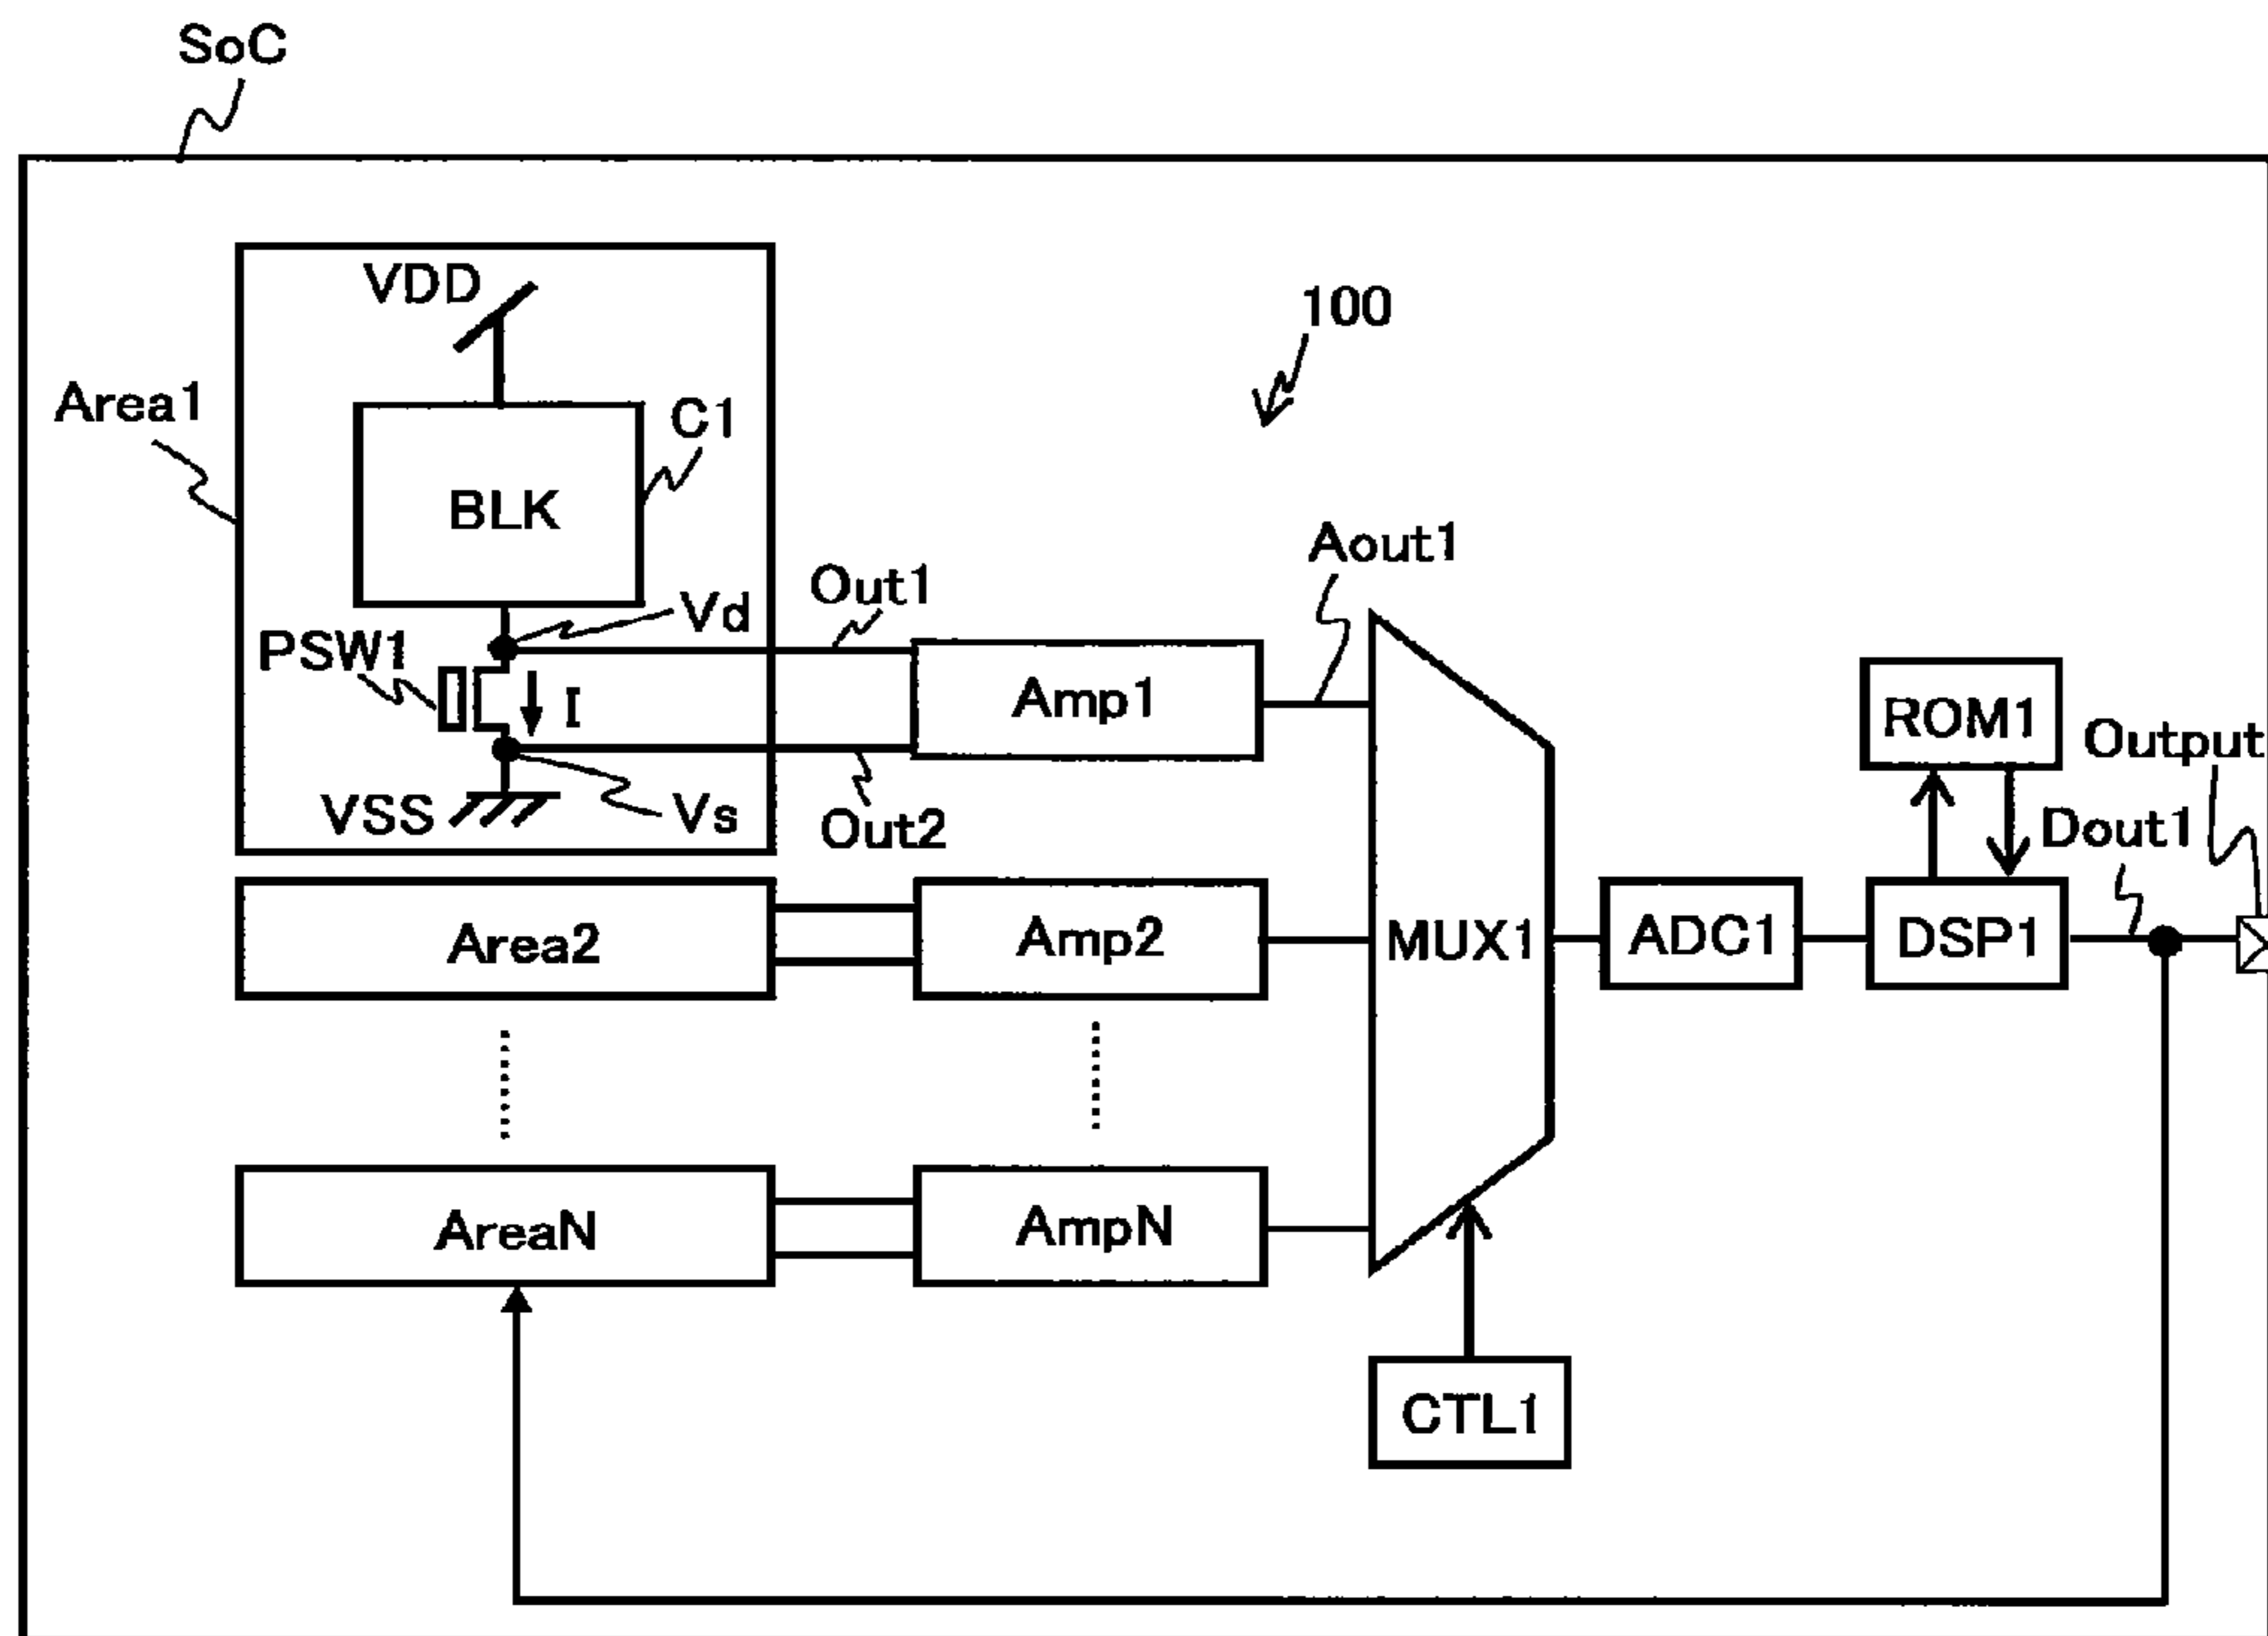 SoC
VDD
100
Area1
C1
BLK
Aout1
Out1
Vd
PSW1
I
Amp1
ROM1
Output
VSS
Vs
Out2
Dout1
Area2
Amp2
MUX1
ADC1
DSP1
AreaN
AmpN
CTL1